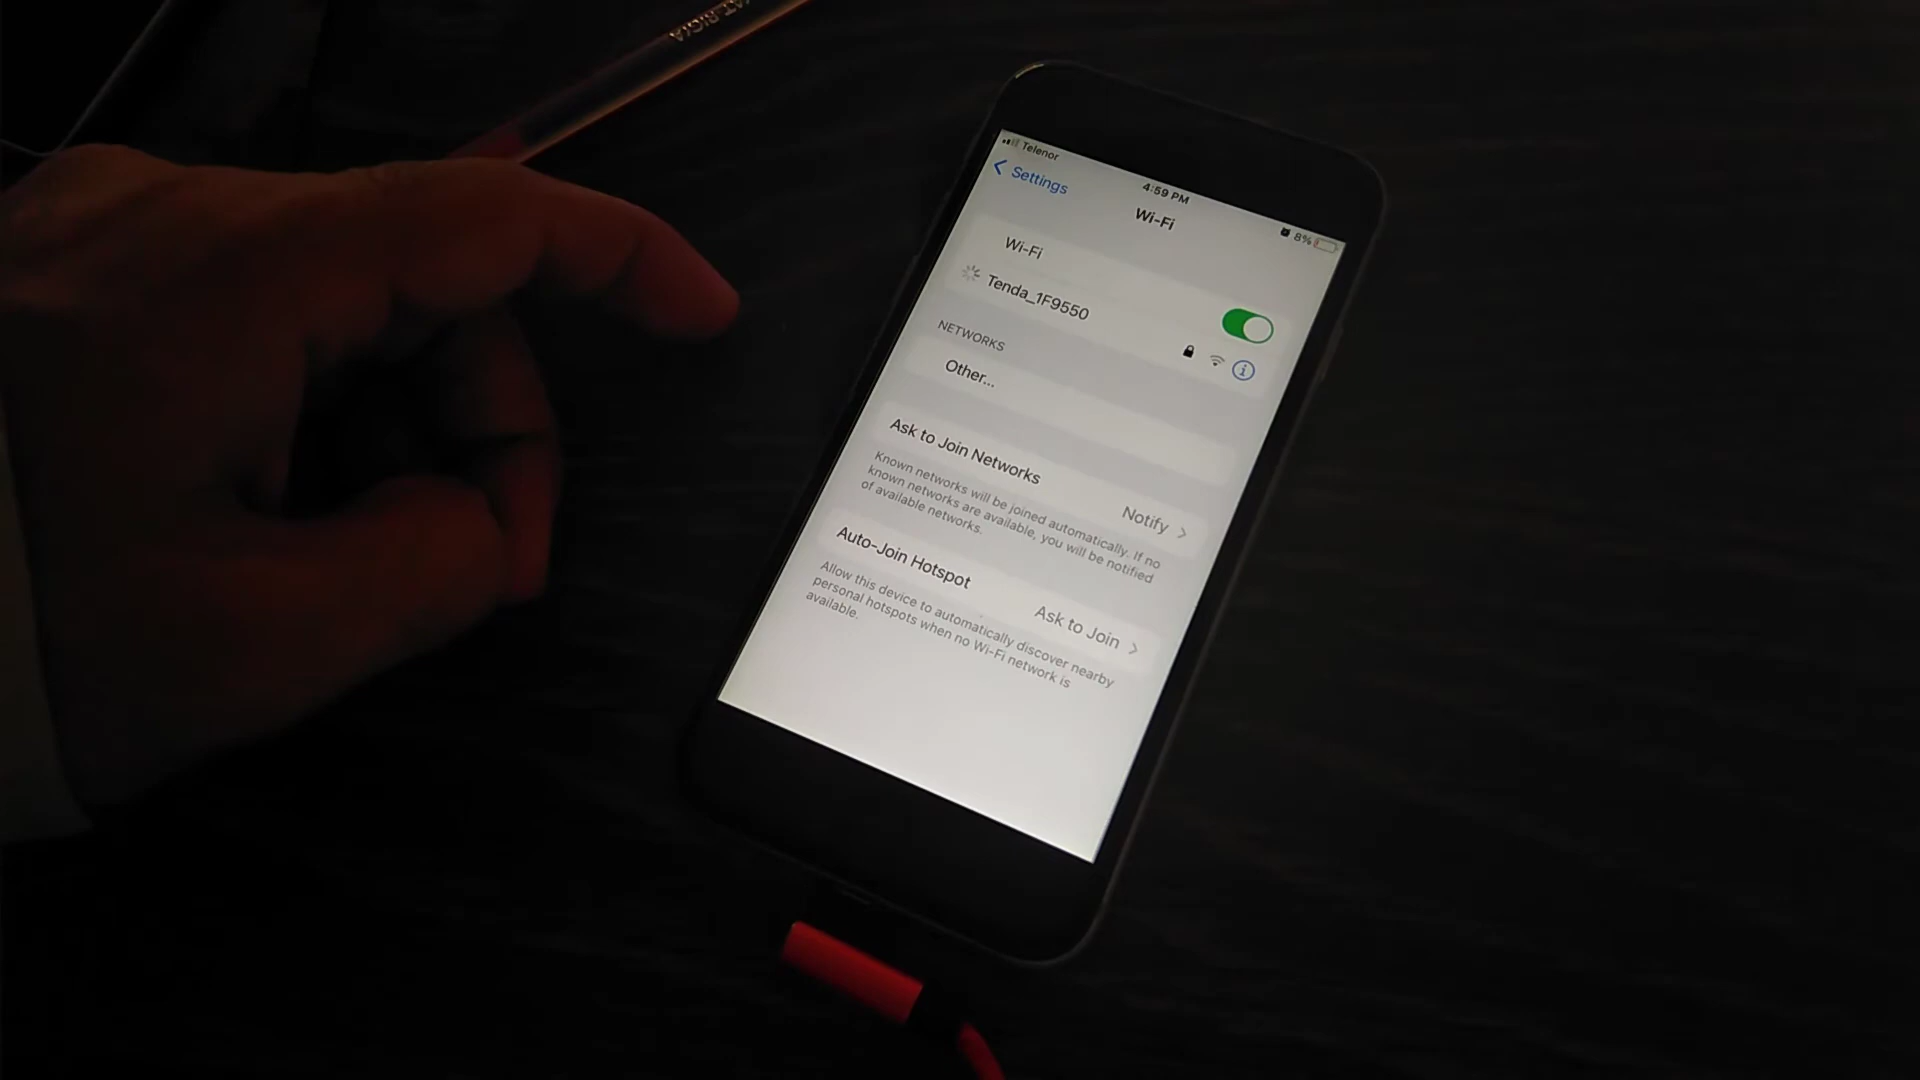 Telenor
4:59 PM
8%
Settings
Wi-Fi
Wi-Fi
Tenda_1F9550
NETWORKS
Other...
Ask to Join Networks
Notify
Known networks will be joined automatically. If no
known networks are available, you will be notified
of available networks.
Auto-Join Hotspot
Ask to Join
Allow this device to automatically discover nearby
personal hotspots when no Wi-Fi network is
available.